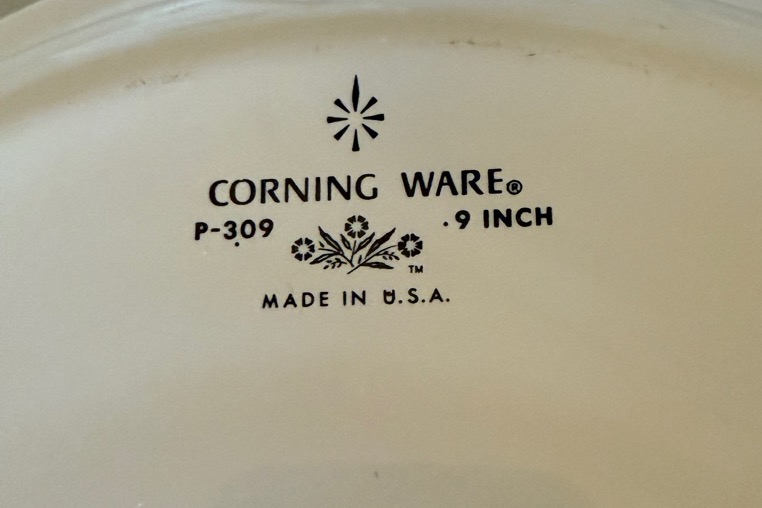 CORNING WARE®
P-309 9 INCH
TM
MADE IN U.S.A.